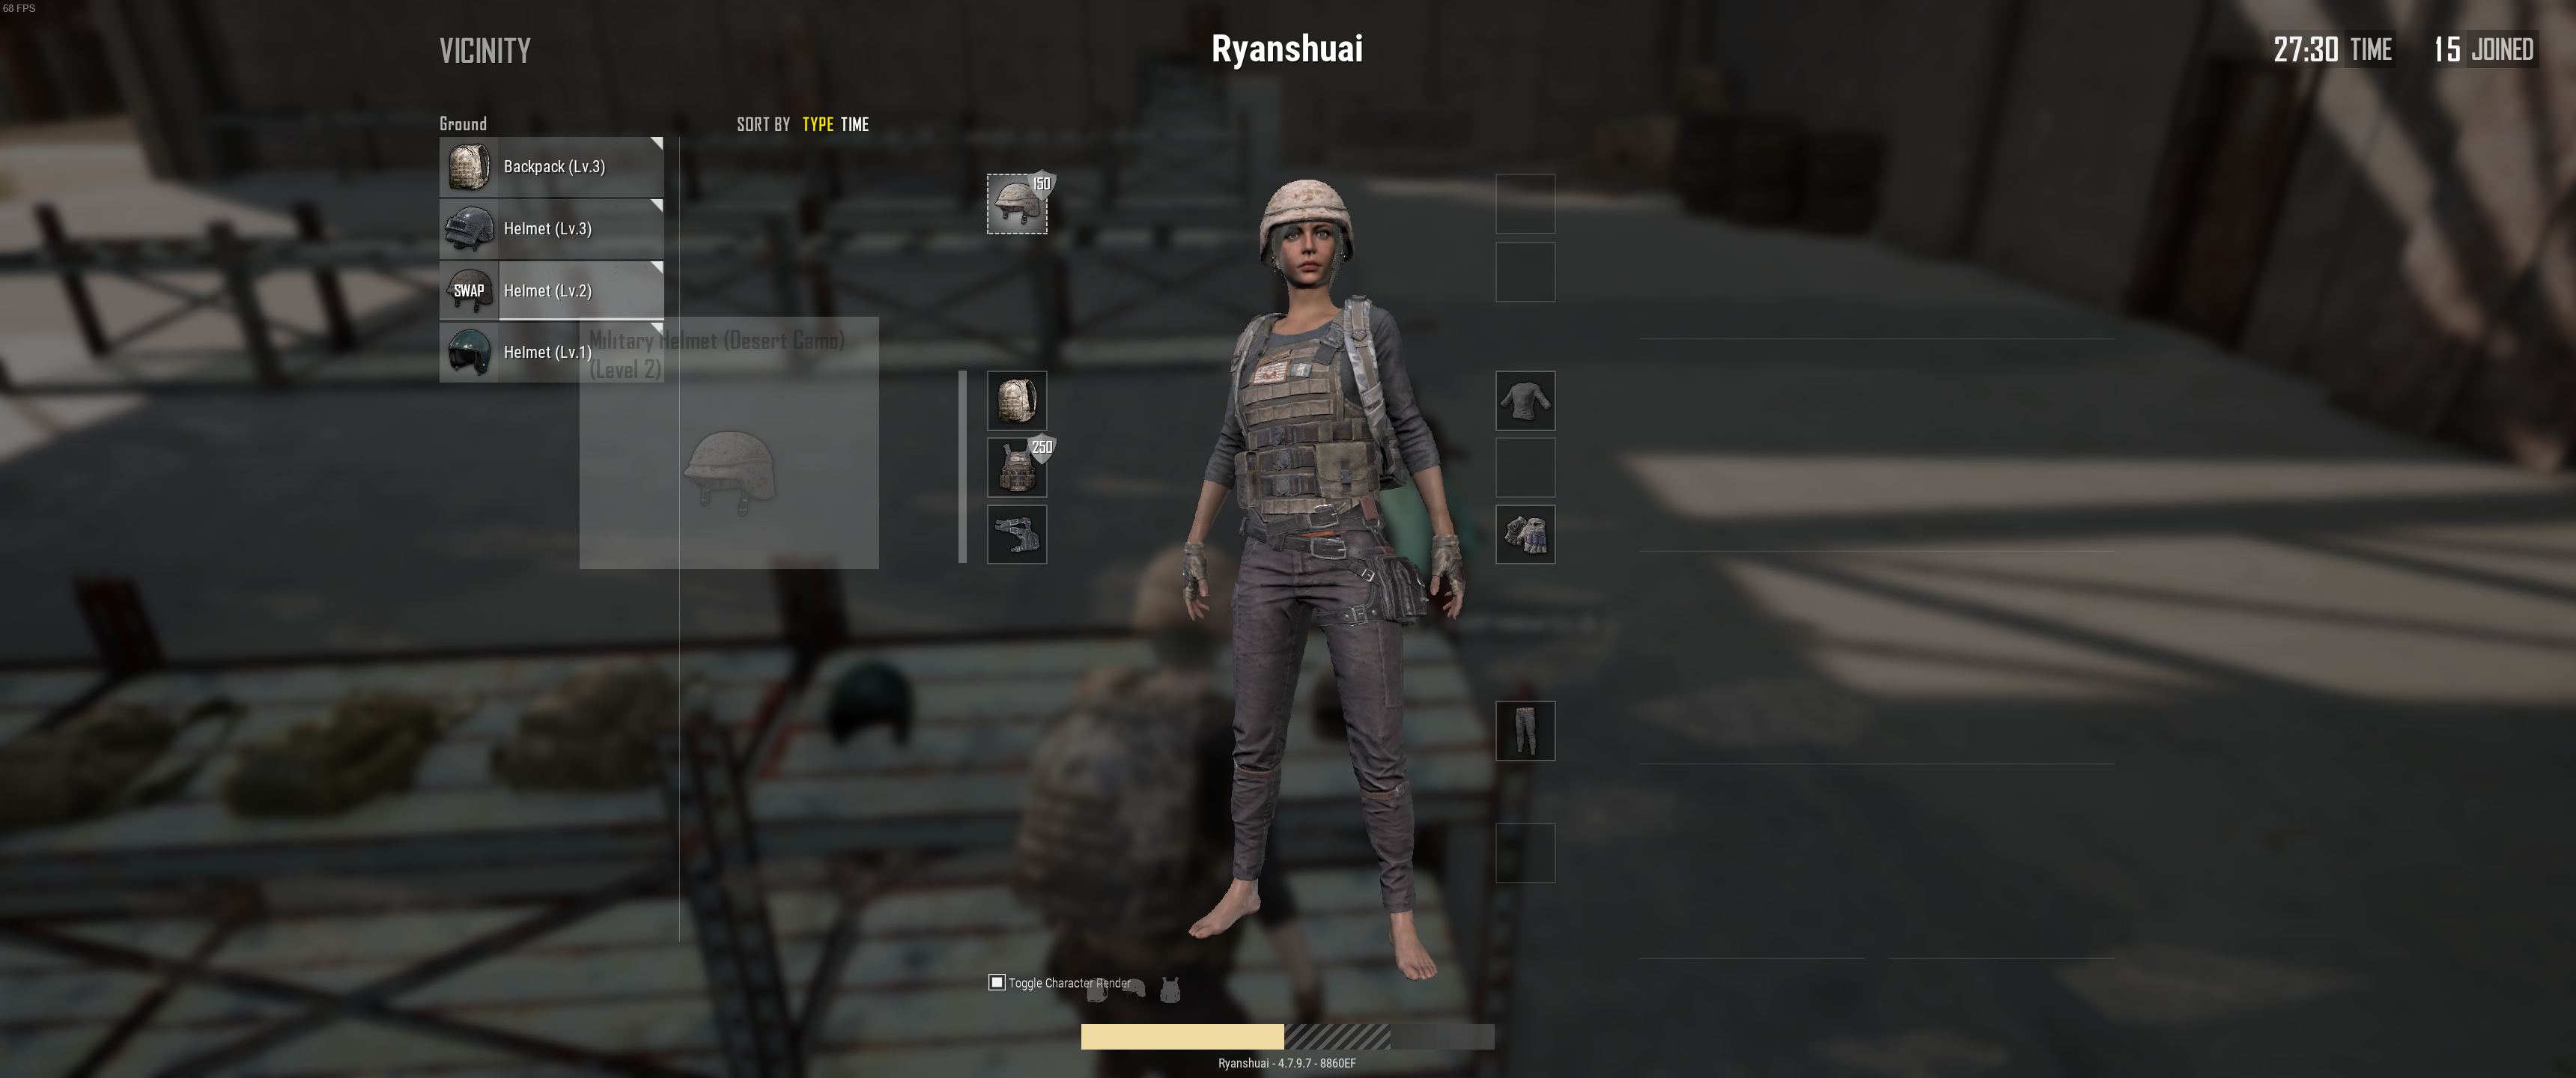 68 FPS
VICINITY
Ryanshuai
27:30 TIME
15 JOINED
Ground
SORT BY TYPE TIME
Backpack (Lv.3)
150
Helmet (Lv.3)
SWAP
Helmet (Lv.2)
Military Helmet (Desert Camo)
(Level 2)
Helmet (Lv.1)
250
Toggle Character Render
Ryanshuai - 4.7.9.7 - 8860EF